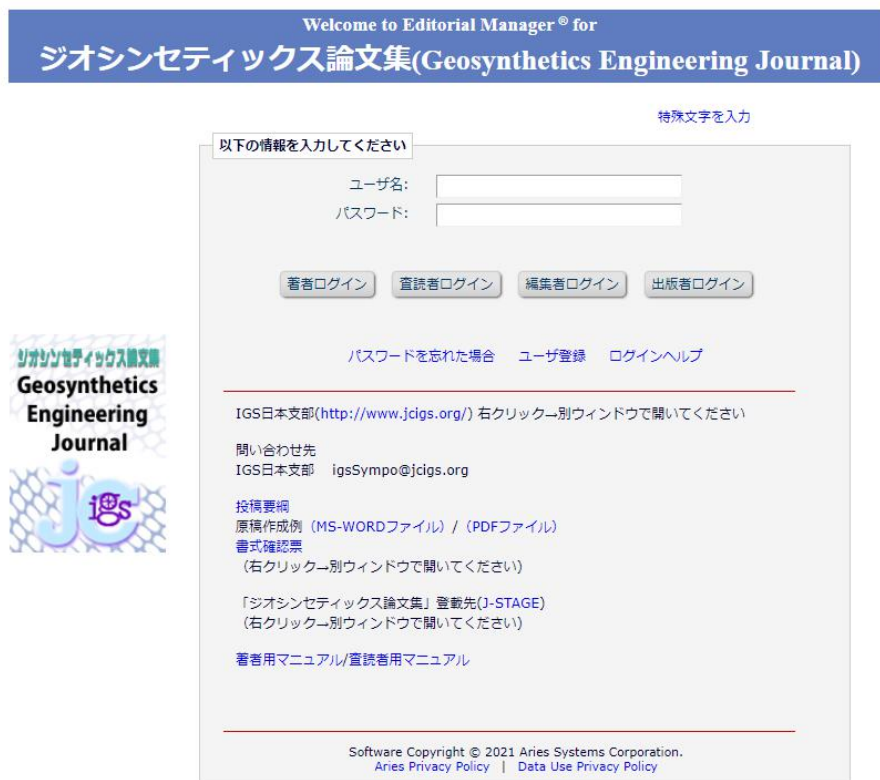 Welcome to Editorial Manager® for
ジオシンセティックス論文集(Geosynthetics Engineering Journal)
特殊文字を入力
以下の情報を入力してください
ユーザ名:
パスワード:
著者ログイン 査読者ログイン 編集者ログイン 出版者ログイン
パスワードを忘れた場合 ユーザ登録 ログインヘルプ
ジオシンセティックス論文集
Geosynthetics
Engineering
Journal
jc
igs
IGS日本支部(http://www.jcigs.org/) 右クリック→別ウィンドウで開いてください
問い合わせ先
IGS日本支部 igsSympo@jcigs.org
投稿要綱
原稿作成例（MS-WORDファイル）/（PDFファイル）
書式確認票
（右クリック→別ウィンドウで開いてください)
「ジオシンセティックス論文集」登載先(J-STAGE)
（右クリック→別ウィンドウで開いてください)
著者用マニュアル/査読者用マニュアル
Software Copyright © 2021 Aries Systems Corporation.
Aries Privacy Policy | Data Use Privacy Policy